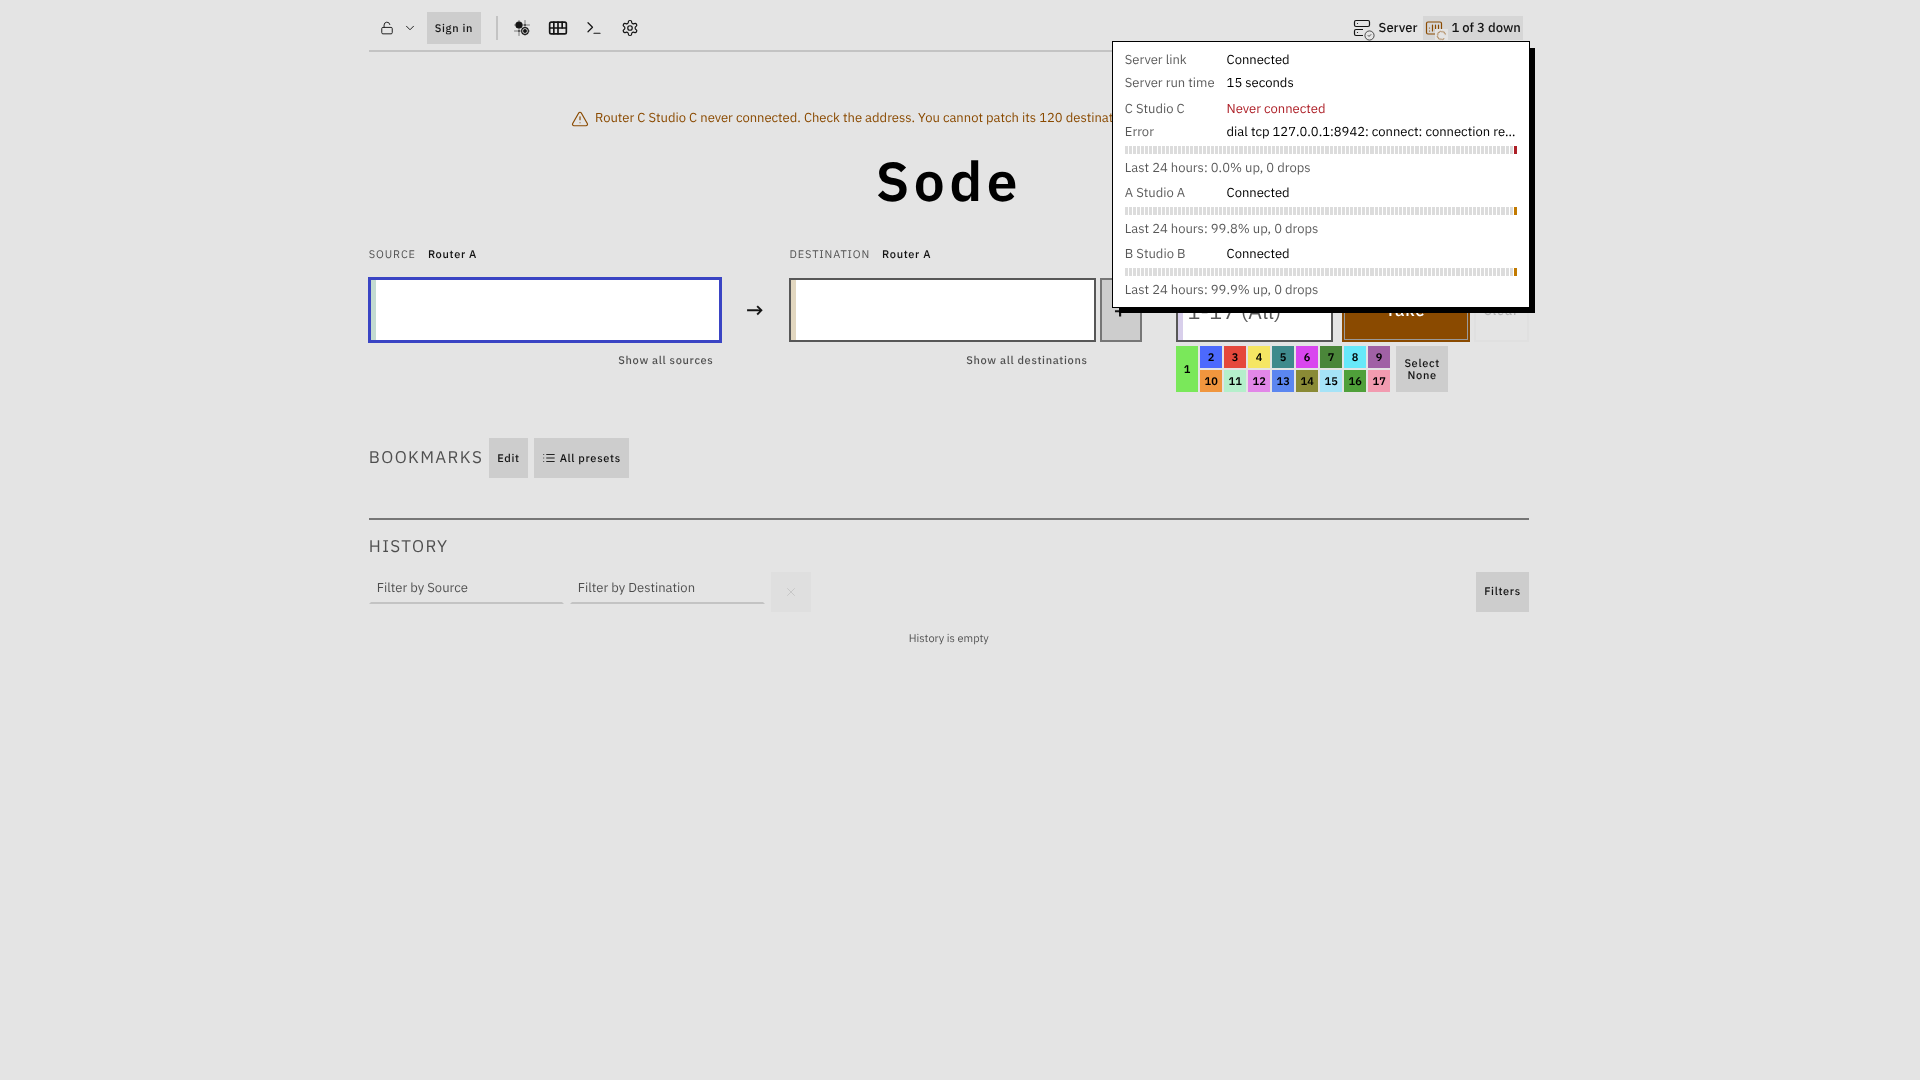 Sign in
Server
1 of 3 down
Server link Connected
Server run time 15 seconds
C Studio C Never connected
Error dial tcp 127.0.0.1:8942: connect: connection re...
Last 24 hours: 0.0% up, 0 drops
A Studio A Connected
Last 24 hours: 99.8% up, 0 drops
B Studio B Connected
Last 24 hours: 99.9% up, 0 drops
Router C Studio C never connected. Check the address. You cannot patch its 120 destinat
Sode
SOURCE Router A
DESTINATION Router A
→
1-17 (All)
Take
Clear
Show all sources
Show all destinations
1 2 3 4 5 6 7 8 9
10 11 12 13 14 15 16 17
Select
None
BOOKMARKS
Edit
All presets
HISTORY
Filter by Source
Filter by Destination
Filters
History is empty